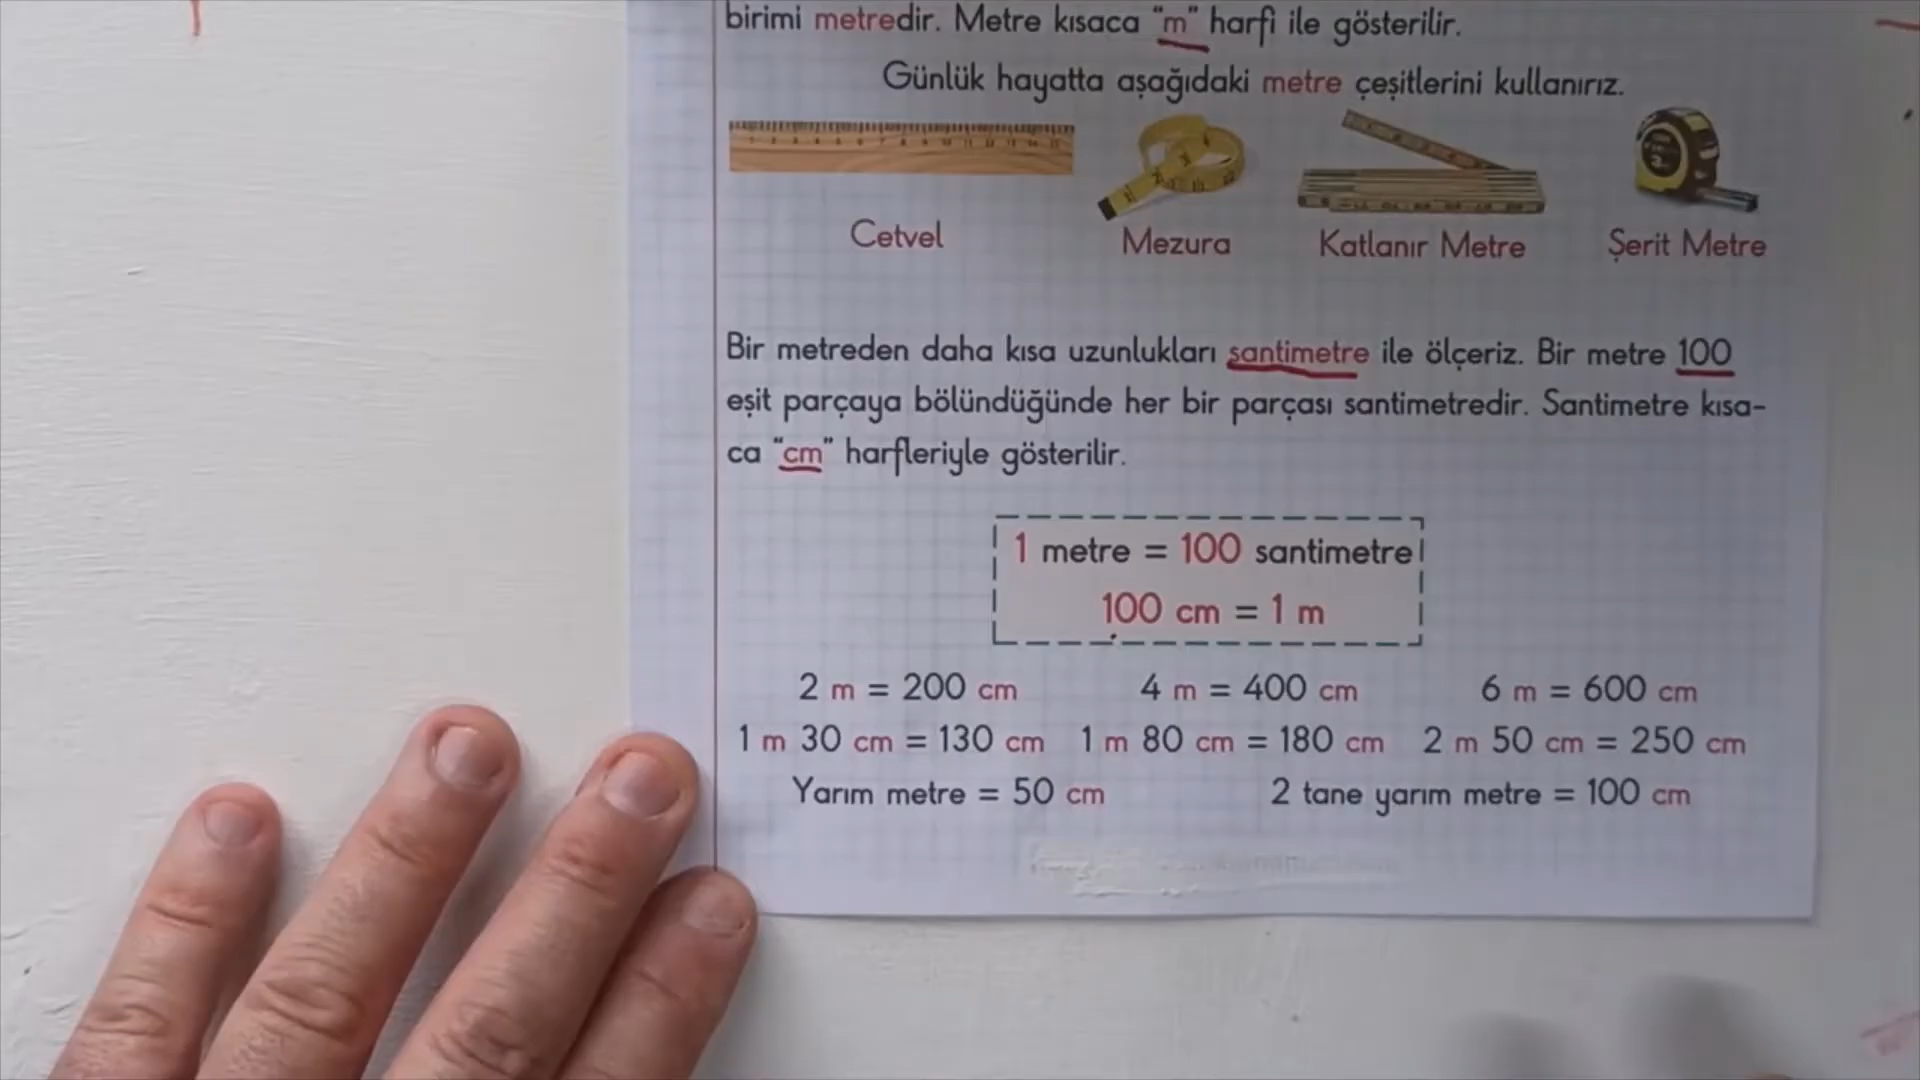 birimi metredir. Metre kısaca “m” harfi ile gösterilir.
Günlük hayatta aşağıdaki metre çeşitlerini kullanırız.
Cetvel Mezura Katlanır Metre Şerit Metre
Bir metreden daha kısa uzunlukları santimetre ile ölçeriz. Bir metre 100
eşit parçaya bölündüğünde her bir parçası santimetredir. Santimetre kısa-
ca “cm” harfleriyle gösterilir.
1 metre = 100 santimetre
100 cm = 1 m
2 m = 200 cm 4 m = 400 cm 6 m = 600 cm
1 m 30 cm = 130 cm 1 m 80 cm = 180 cm 2 m 50 cm = 250 cm
Yarım metre = 50 cm 2 tane yarım metre = 100 cm